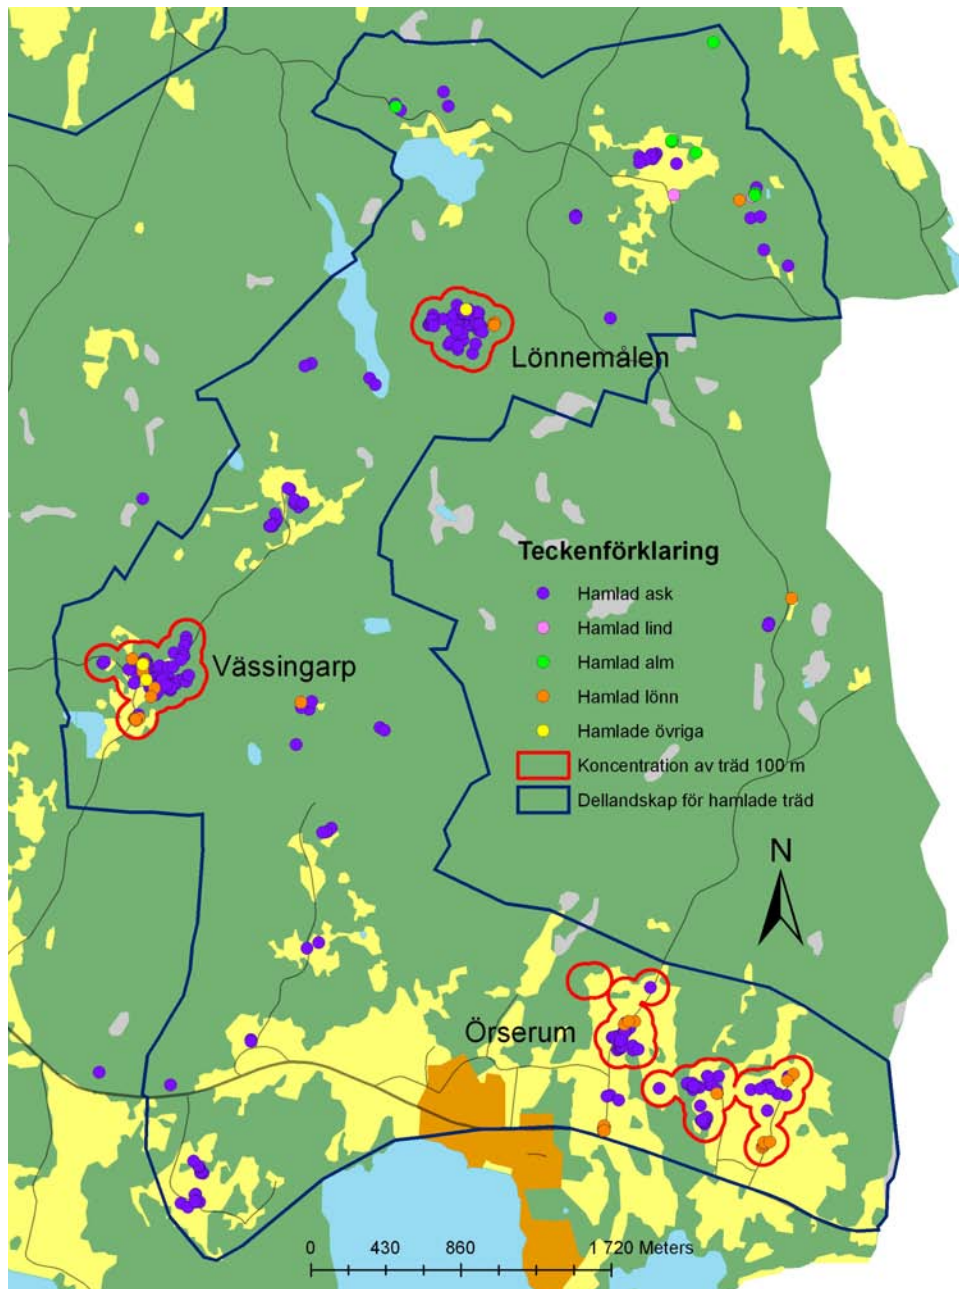 Lönnemålen
Teckenförklaring
Hamlad ask
Hamlad lind
Hamlad alm
Hamlad lönn
Hamlade övriga
Koncentration av träd 100 m
Dellandskap för hamlade träd
Vässingarp
N
Örserum
0 430 860 1 720 Meters